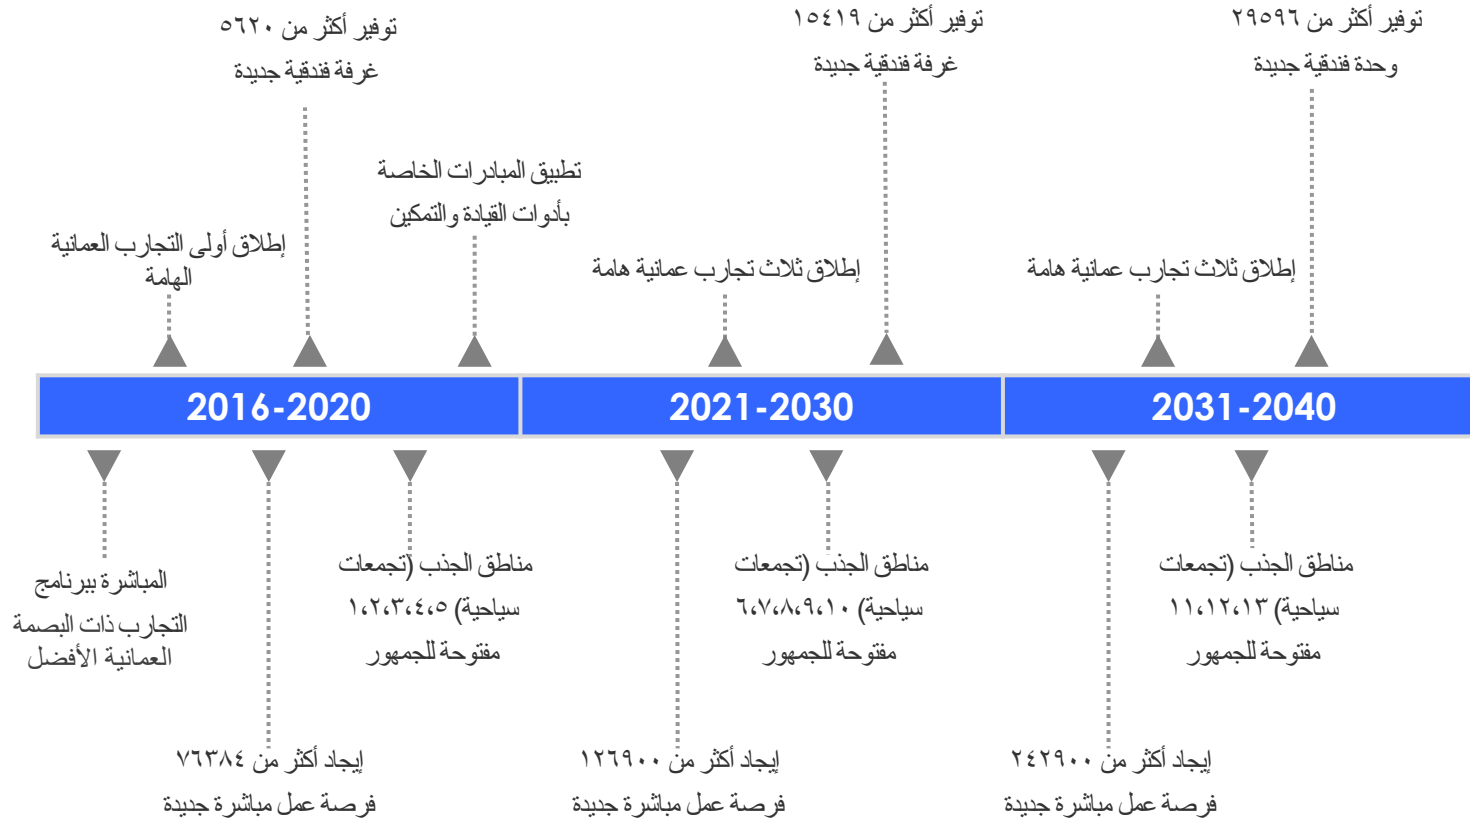 توفير أكثر من ٥٦٢٠
غرفة فندقية جديدة
توفير أكثر من ١٥٤١٩
غرفة فندقية جديدة
توفير أكثر من ٢٩٥٩٦
وحدة فندقية جديدة
تطبيق المبادرات الخاصة
بأدوات القيادة والتمكين
إطلاق أولى التجارب العمانية
الهامة
إطلاق ثلاث تجارب عمانية هامة
إطلاق ثلاث تجارب عمانية هامة
2016-2020
2021-2030
2031-2040
المباشرة ببرنامج
التجارب ذات البصمة
العمانية الأفضل
مناطق الجذب (تجمعات
سياحية) ١،٢،٣،٤،٥
مفتوحة للجمهور
مناطق الجذب (تجمعات
سياحية) ٦،٧،٨،٩،١٠
مفتوحة للجمهور
مناطق الجذب (تجمعات
سياحية) ١١،١٢،١٣
مفتوحة للجمهور
إيجاد أكثر من ٧٦٣٨٤
فرصة عمل مباشرة جديدة
إيجاد أكثر من ١٢٦٩٠٠
فرصة عمل مباشرة جديدة
إيجاد أكثر من ٢٤٢٩٠٠
فرصة عمل مباشرة جديدة